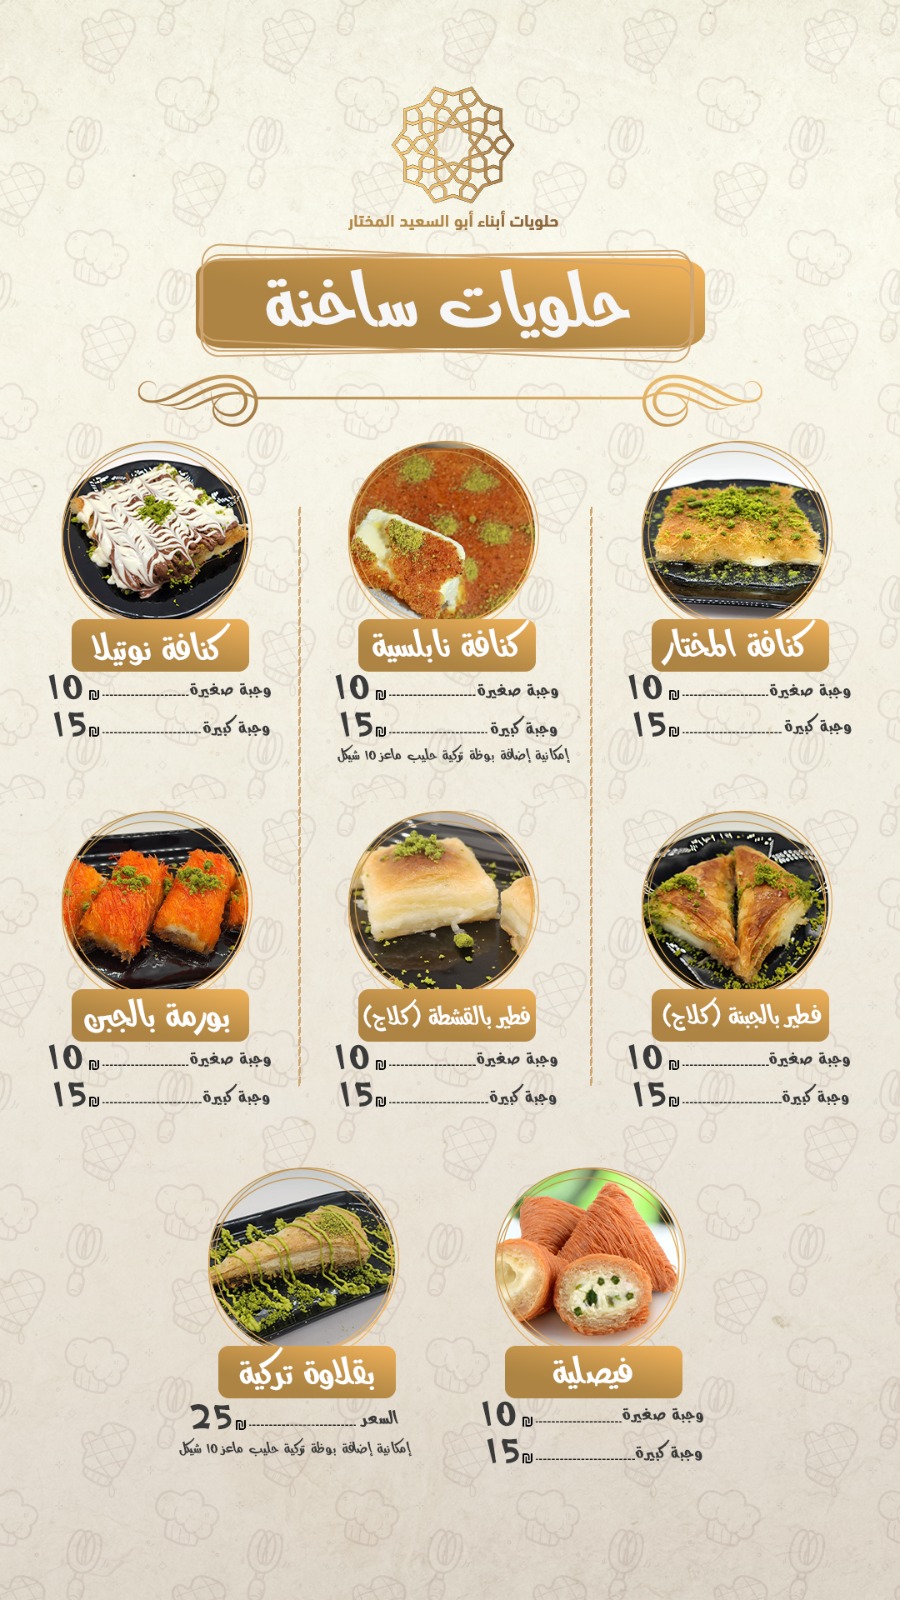 حلويات أبناء أبو السعيد المختار
حلويات ساخنة
كنافة المختار
وجبة صغيرة ₪ 10
وجبة كبيرة ₪ 15
كنافة نابلسية
وجبة صغيرة ₪ 10
وجبة كبيرة ₪ 15
إمكانية إضافة بوظة تركية حليب ماعز 10 شيكل
كنافة نوتيلا
وجبة صغيرة ₪ 10
وجبة كبيرة ₪ 15
فطير بالجبنة (كلاج)
وجبة صغيرة ₪ 10
وجبة كبيرة ₪ 15
فطير بالقشطة (كلاج)
وجبة صغيرة ₪ 10
وجبة كبيرة ₪ 15
بورمة بالجبن
وجبة صغيرة ₪ 10
وجبة كبيرة ₪ 15
فيصلية
وجبة صغيرة ₪ 10
وجبة كبيرة ₪ 15
بقلاوة تركية
السعر ₪ 25
إمكانية إضافة بوظة تركية حليب ماعز 10 شيكل